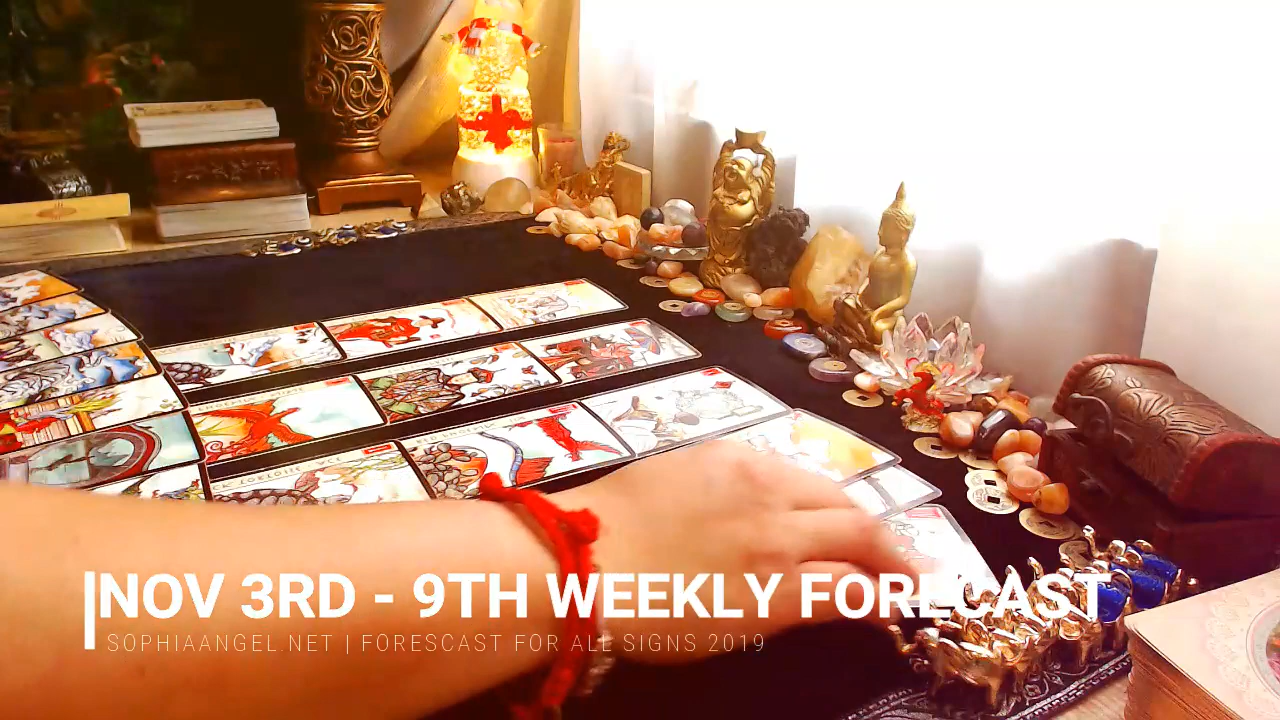 NOV 3RD - 9TH WEEKLY FORECAST
SOPHIAANGEL.NET | FORESCAST FOR ALL SIGNS 2019